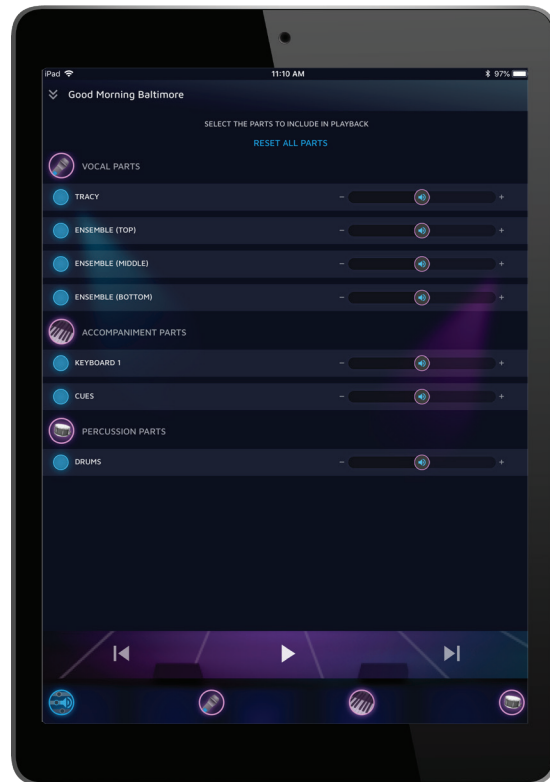 iPad 11:10 AM 97%
Good Morning Baltimore
SELECT THE PARTS TO INCLUDE IN PLAYBACK
RESET ALL PARTS
VOCAL PARTS
TRACY - +
ENSEMBLE (TOP) - +
ENSEMBLE (MIDDLE) - +
ENSEMBLE (BOTTOM) - +
ACCOMPANIMENT PARTS
KEYBOARD 1 - +
CUES - +
PERCUSSION PARTS
DRUMS - +